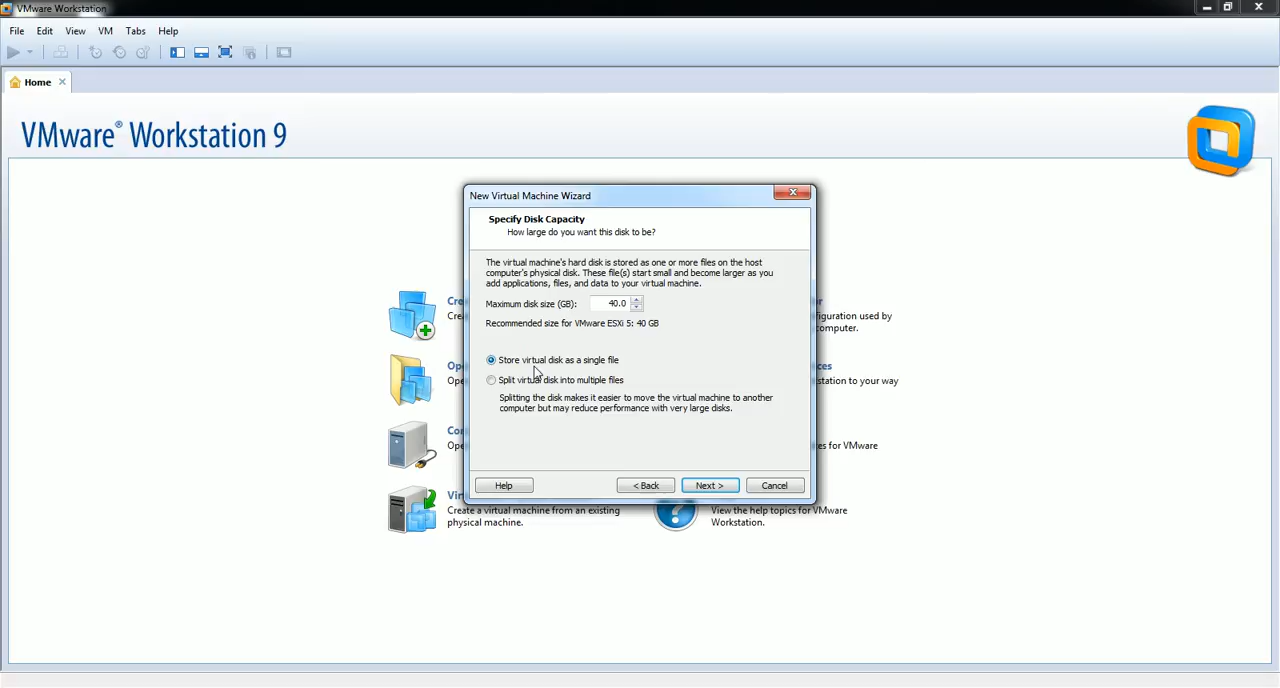 VMware Workstation
File Edit View VM Tabs Help
Home
VMware® Workstation 9
New Virtual Machine Wizard
Specify Disk Capacity
How large do you want this disk to be?
The virtual machine's hard disk is stored as one or more files on the host
computer's physical disk. These file(s) start small and become larger as you
add applications, files, and data to your virtual machine.
Maximum disk size (GB): 40.0
Recommended size for VMware ESXi 5: 40 GB
Store virtual disk as a single file
Split virtual disk into multiple files
Splitting the disk makes it easier to move the virtual machine to another
computer but may reduce performance with very large disks.
Help < Back Next > Cancel
figuration used by
computer.
station to your way
es for VMware
Create a virtual machine from an existing
physical machine.
View the help topics for VMware
Workstation.